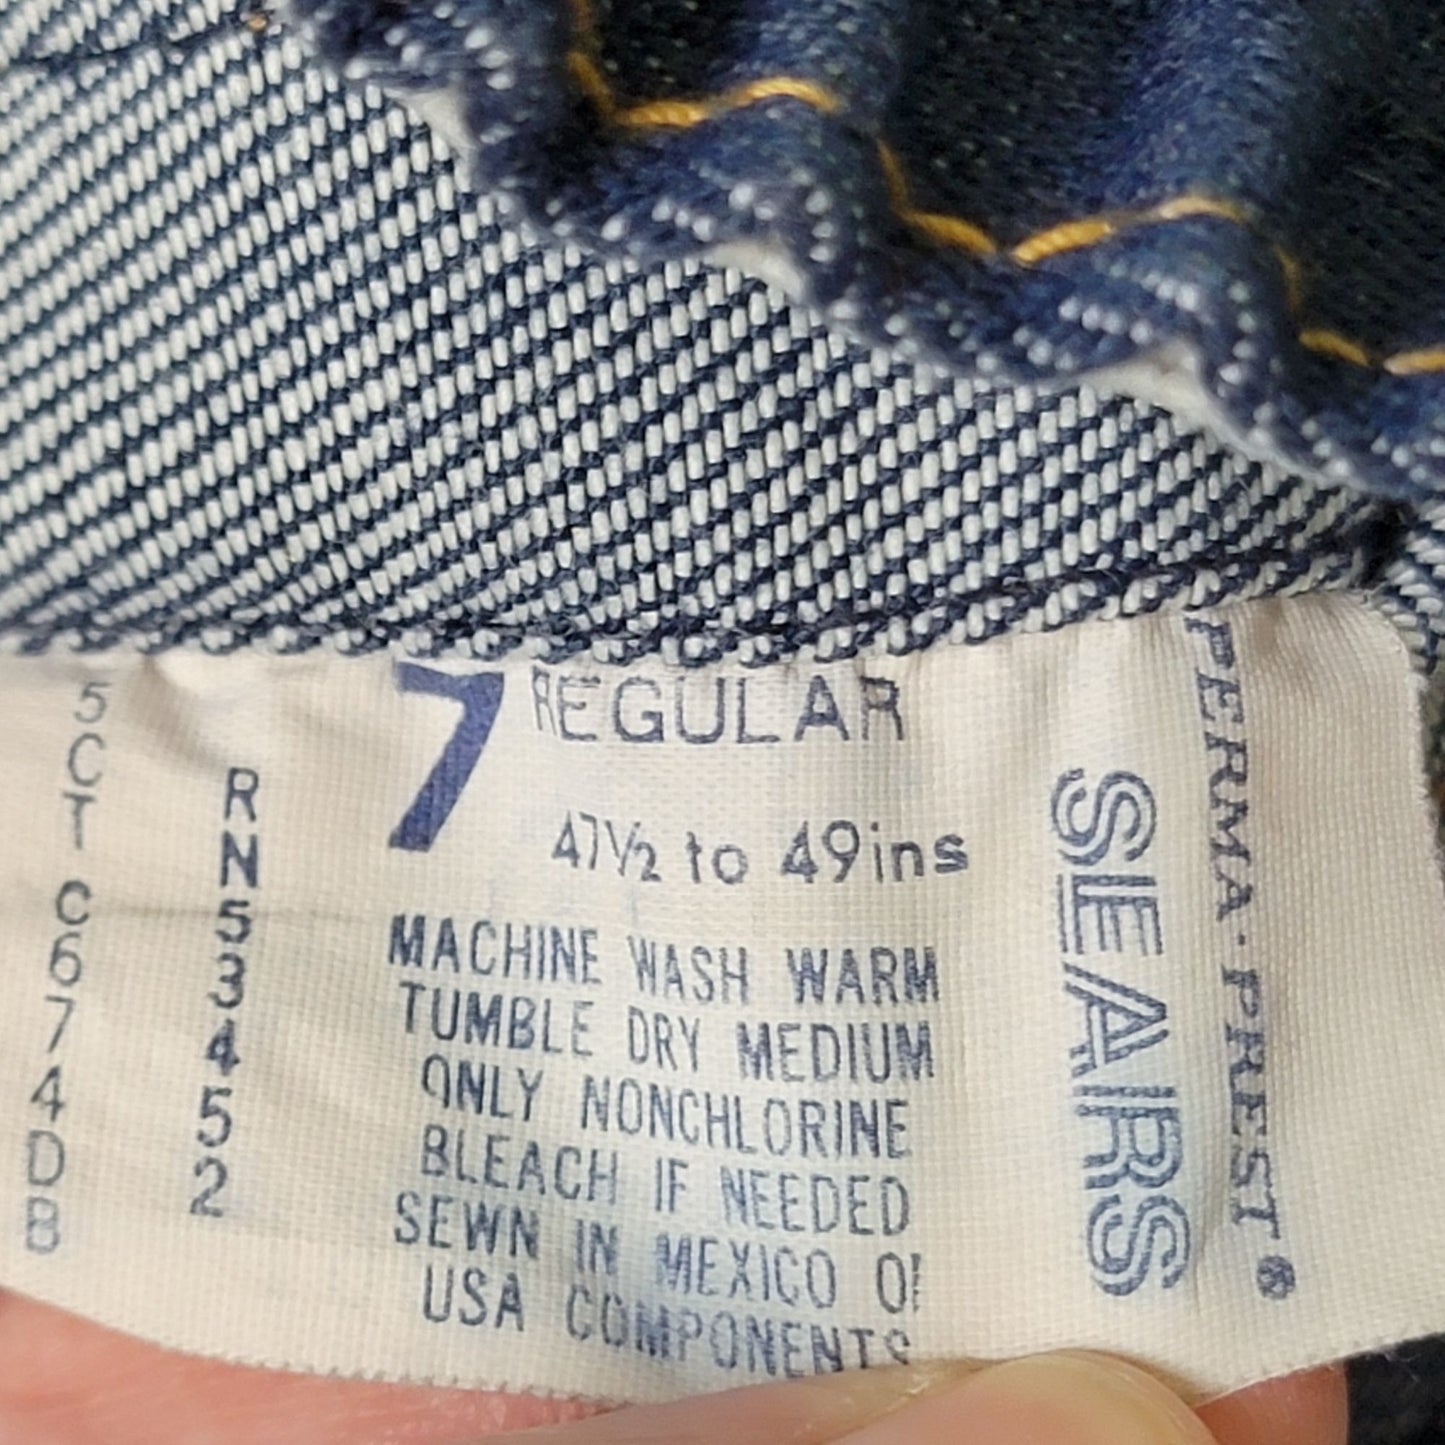 5CT C674DB
RN53452
7 REGULAR
47½ to 49ins
MACHINE WASH WARM
TUMBLE DRY MEDIUM
ONLY NONCHLORINE
BLEACH IF NEEDED
SEWN IN MEXICO OF
USA COMPONENTS
SEARS
PERMA·PREST®